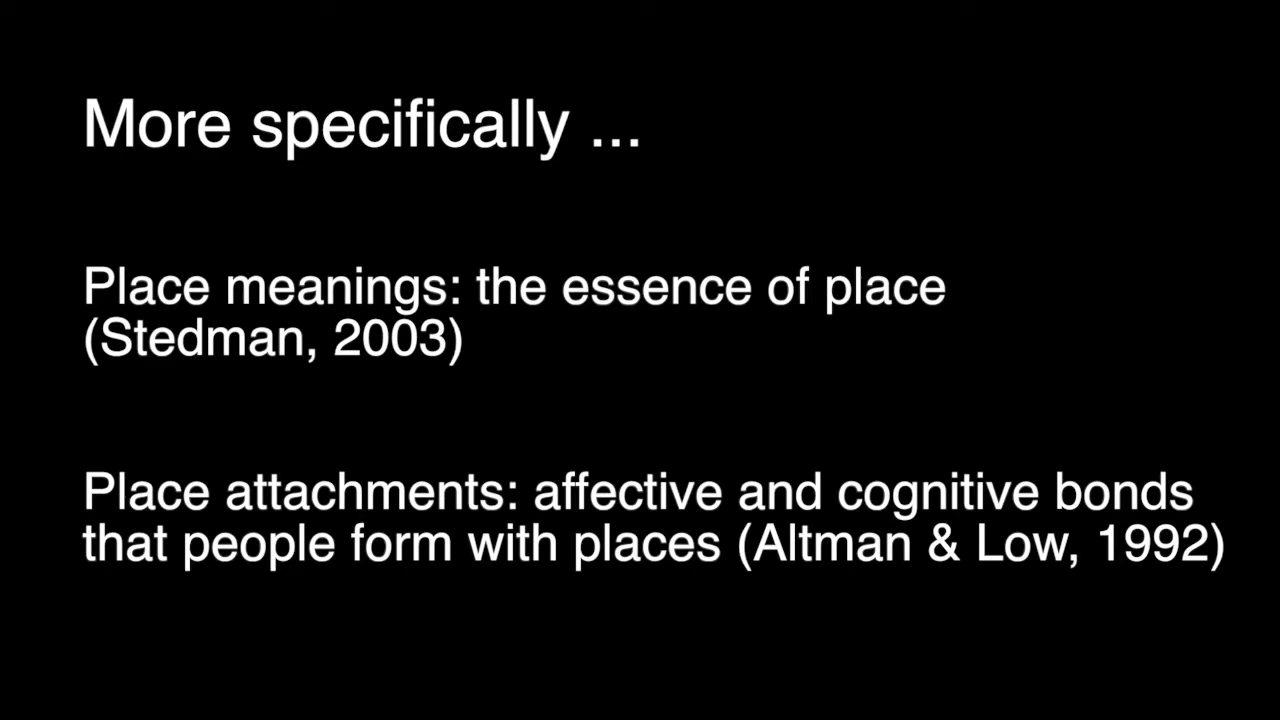 More specifically ...
Place meanings: the essence of place
(Stedman, 2003)
Place attachments: affective and cognitive bonds
that people form with places (Altman & Low, 1992)